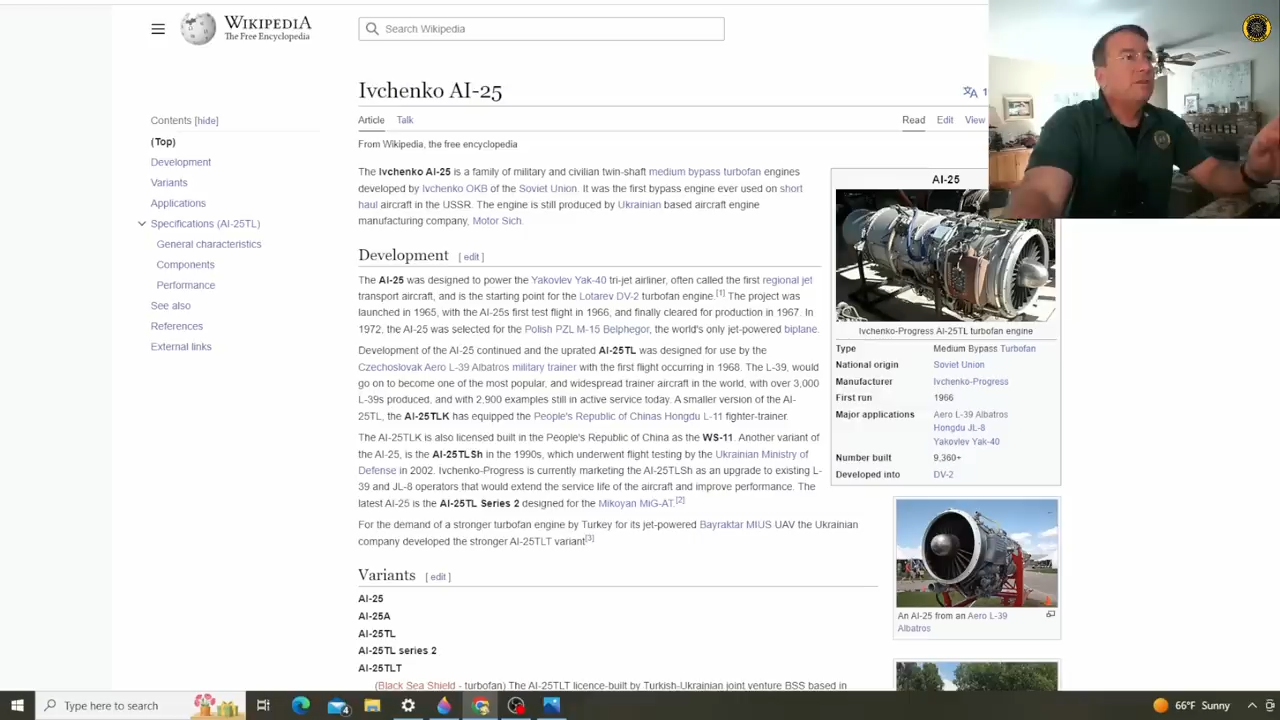 WIKIPEDIA
The Free Encyclopedia
Search Wikipedia
Ivchenko AI-25
Article Talk
Read Edit View
From Wikipedia, the free encyclopedia
Contents [hide]
(Top)
Development
Variants
Applications
Specifications (AI-25TL)
General characteristics
Components
Performance
See also
References
External links
The Ivchenko AI-25 is a family of military and civilian twin-shaft medium bypass turbofan engines
developed by Ivchenko OKB of the Soviet Union. It was the first bypass engine ever used on short
haul aircraft in the USSR. The engine is still produced by Ukrainian based aircraft engine
manufacturing company, Motor Sich.
Development [ edit ]
The AI-25 was designed to power the Yakovlev Yak-40 tri-jet airliner, often called the first regional jet
transport aircraft, and is the starting point for the Lotarev DV-2 turbofan engine.[1] The project was
launched in 1965, with the AI-25s first test flight in 1966, and finally cleared for production in 1967. In
1972, the AI-25 was selected for the Polish PZL M-15 Belphegor, the world's only jet-powered biplane.
Development of the AI-25 continued and the uprated AI-25TL was designed for use by the
Czechoslovak Aero L-39 Albatros military trainer with the first flight occurring in 1968. The L-39, would
go on to become one of the most popular, and widespread trainer aircraft in the world, with over 3,000
L-39s produced, and with 2,900 examples still in active service today. A smaller version of the AI-
25TL, the AI-25TLK has equipped the People's Republic of Chinas Hongdu L-11 fighter-trainer.
The AI-25TLK is also licensed built in the People's Republic of China as the WS-11. Another variant of
the AI-25, is the AI-25TLSh in the 1990s, which underwent flight testing by the Ukrainian Ministry of
Defense in 2002. Ivchenko-Progress is currently marketing the AI-25TLSh as an upgrade to existing L-
39 and JL-8 operators that would extend the service life of the aircraft and improve performance. The
latest AI-25 is the AI-25TL Series 2 designed for the Mikoyan MiG-AT.[2]
For the demand of a stronger turbofan engine by Turkey for its jet-powered Bayraktar MIUS UAV the Ukrainian
company developed the stronger AI-25TLT variant[3]
Variants [ edit ]
AI-25
AI-25A
AI-25TL
AI-25TL series 2
AI-25TLT
(Black Sea Shield - turbofan) The AI-25TLT licence-built by Turkish-Ukrainian joint venture BSS based in
AI-25
Ivchenko-Progress AI-25TL turbofan engine
Type Medium Bypass Turbofan
National origin Soviet Union
Manufacturer Ivchenko-Progress
First run 1966
Major applications Aero L-39 Albatros
Hongdu JL-8
Yakovlev Yak-40
Number built 9,360+
Developed into DV-2
An AI-25 from an Aero L-39
Albatros
Type here to search
4
66°F Sunny